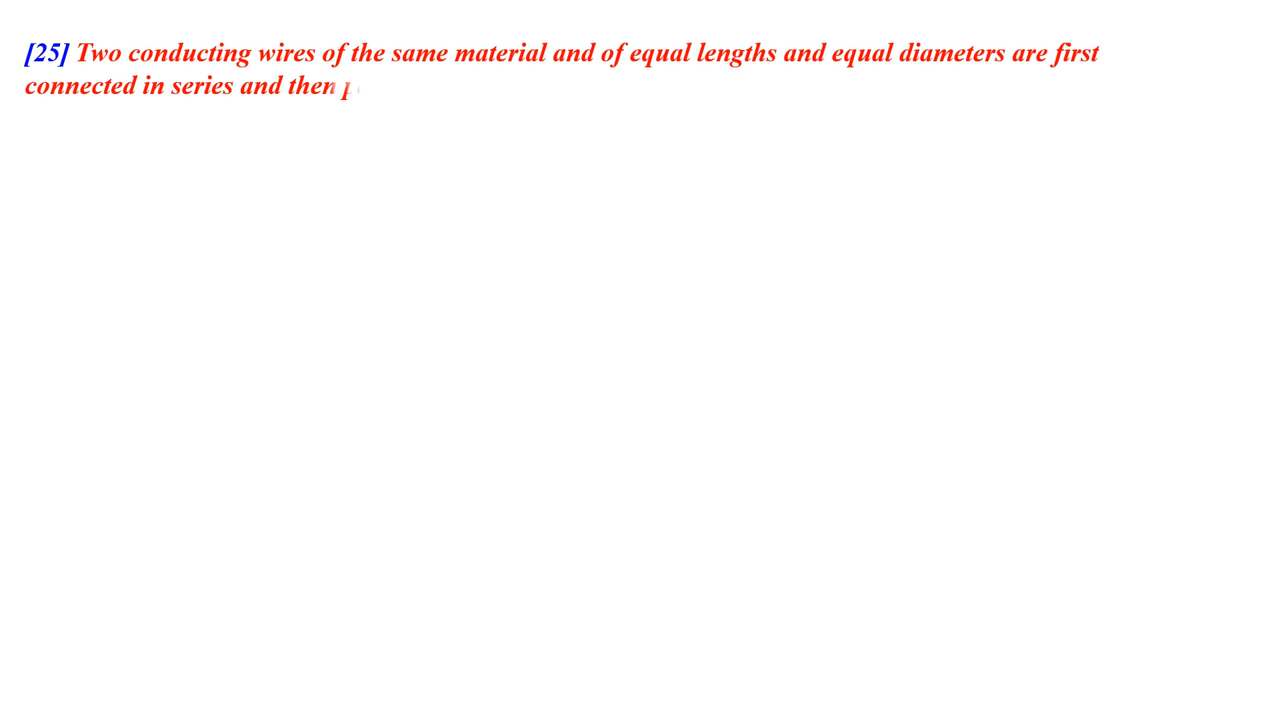 [25] Two conducting wires of the same material and of equal lengths and equal diameters are first
connected in series and then